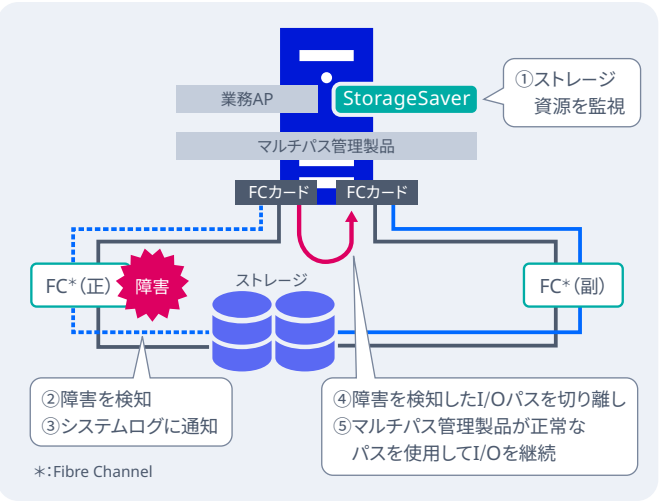 業務AP
StorageSaver
①ストレージ
資源を監視
マルチパス管理製品
FCカード
FCカード
FC*（正）
障害
ストレージ
FC*（副）
②障害を検知
③システムログに通知
④障害を検知したI/Oパスを切り離し
⑤マルチパス管理製品が正常な
パスを使用してI/Oを継続
*：Fibre Channel